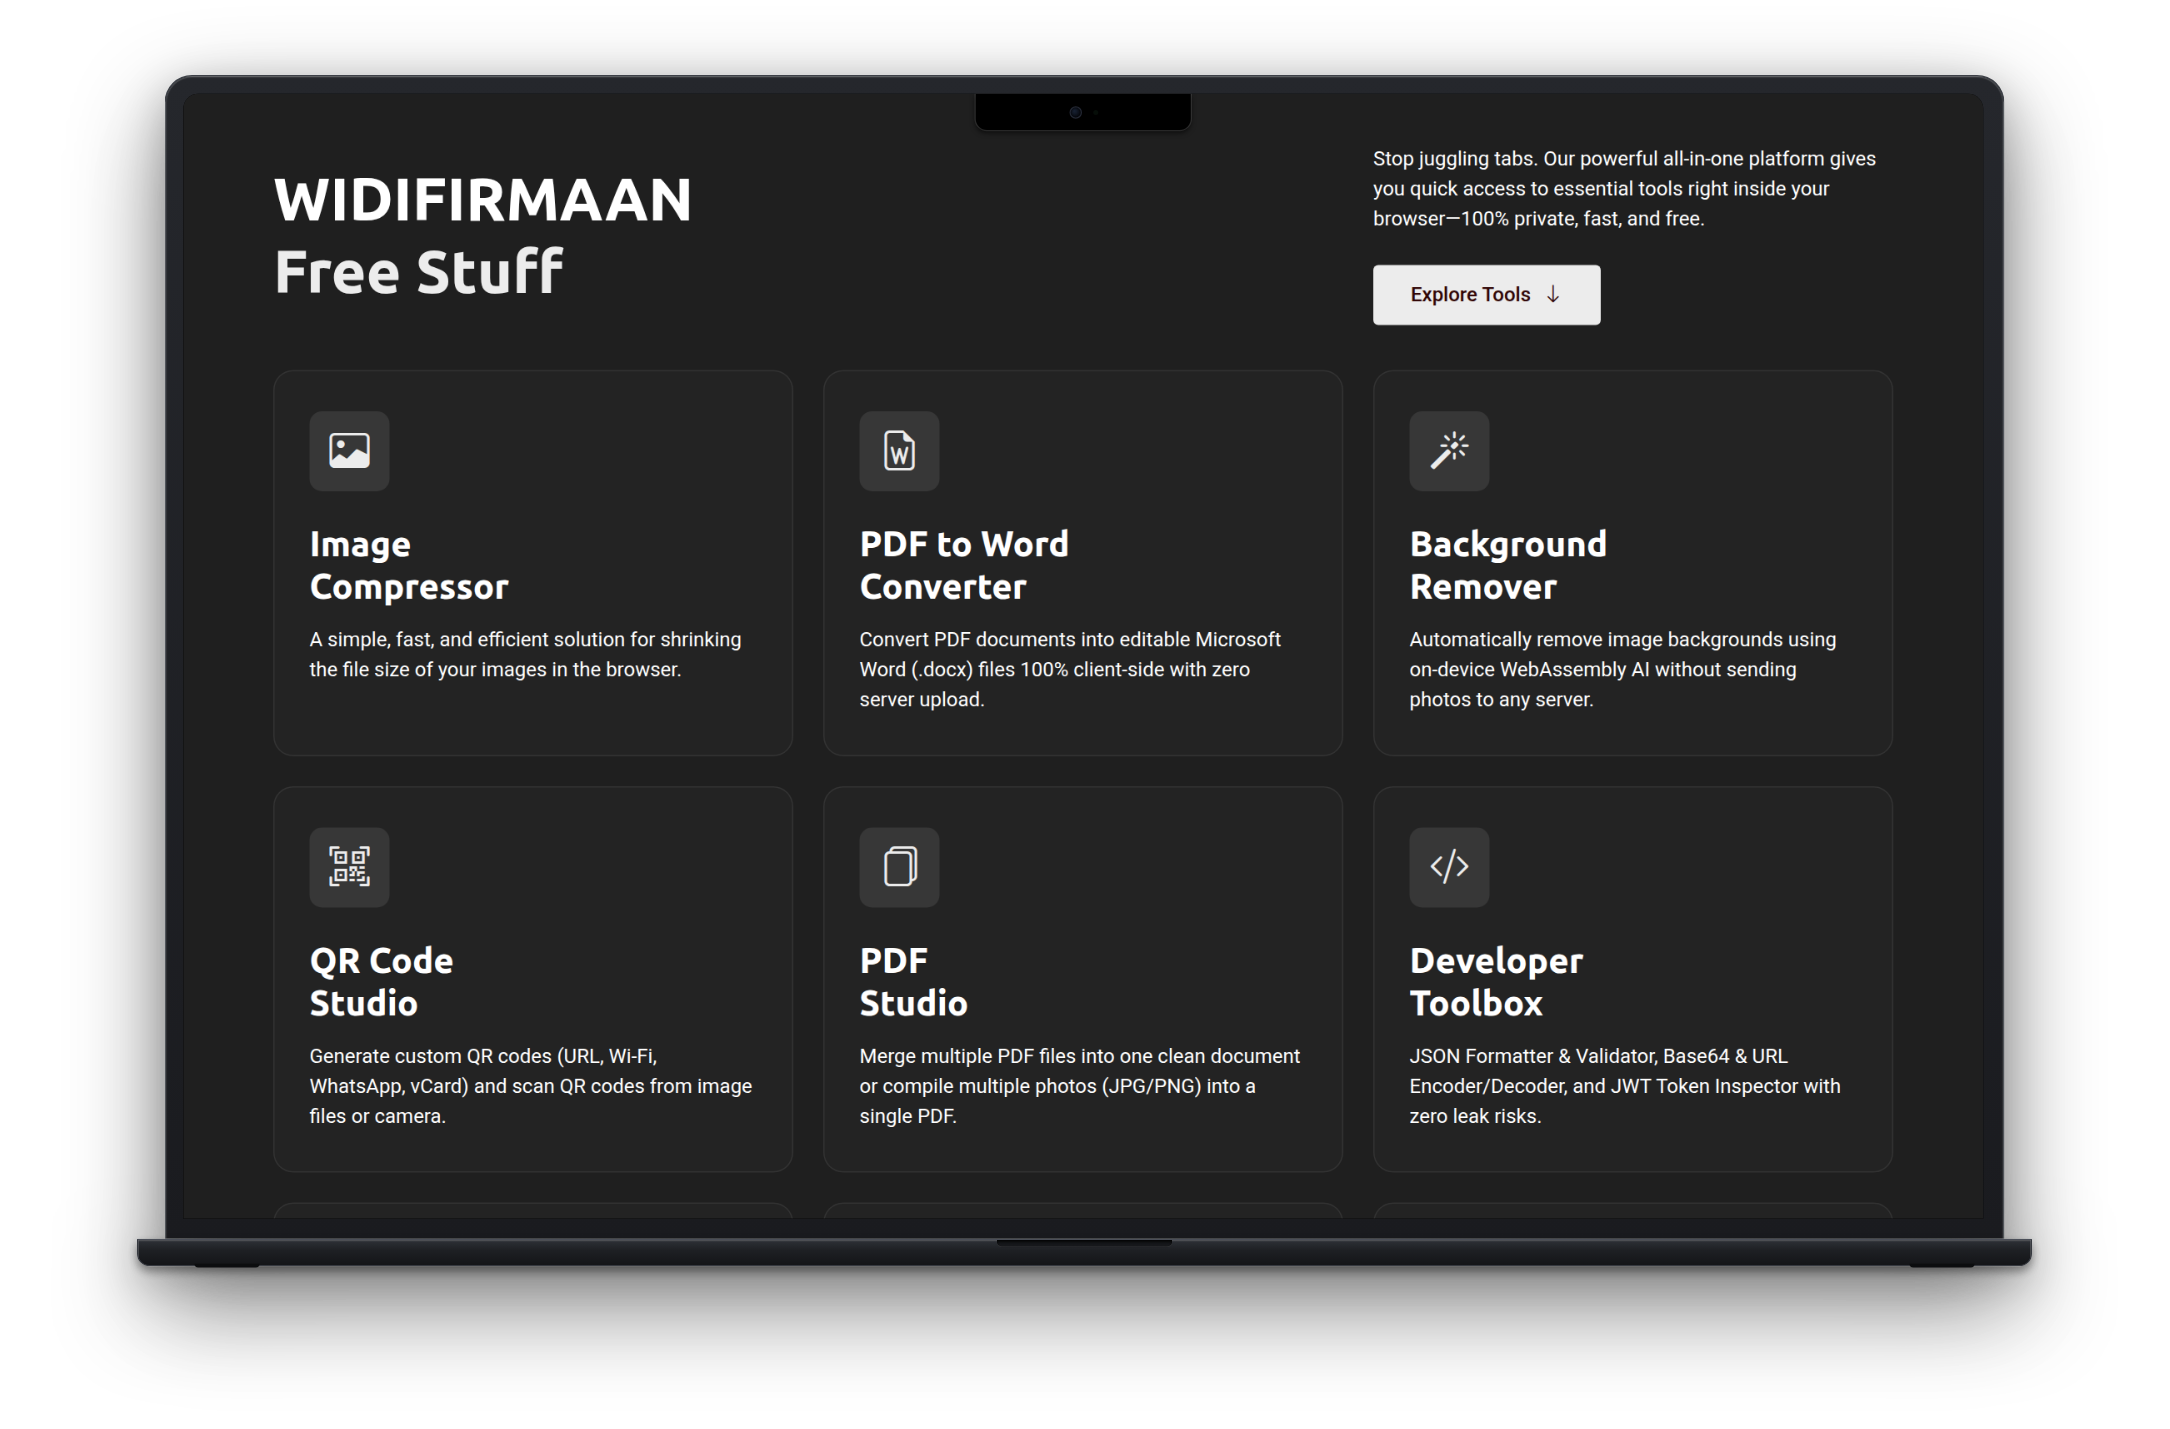 WIDIFIRMAAN
Free Stuff
Stop juggling tabs. Our powerful all-in-one platform gives
you quick access to essential tools right inside your
browser—100% private, fast, and free.
Explore Tools
Image
Compressor
A simple, fast, and efficient solution for shrinking
the file size of your images in the browser.
PDF to Word
Converter
Convert PDF documents into editable Microsoft
Word (.docx) files 100% client-side with zero
server upload.
Background
Remover
Automatically remove image backgrounds using
on-device WebAssembly AI without sending
photos to any server.
QR Code
Studio
Generate custom QR codes (URL, Wi-Fi,
WhatsApp, vCard) and scan QR codes from image
files or camera.
PDF
Studio
Merge multiple PDF files into one clean document
or compile multiple photos (JPG/PNG) into a
single PDF.
Developer
Toolbox
JSON Formatter & Validator, Base64 & URL
Encoder/Decoder, and JWT Token Inspector with
zero leak risks.